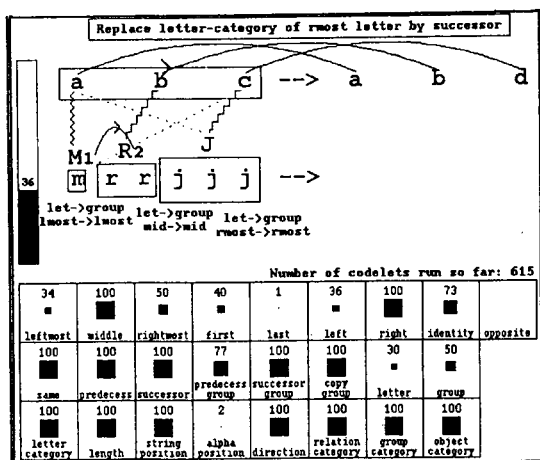 Replace letter-category of rmost letter by successor
a b c --> a b d
M1 R2 J
36 m r r j j j -->
let->group let->group let->group
lmost->lmost mid->mid rmost->rmost
Number of codelets run so far: 615
34 100 50 40 1 36 100 73
leftmost middle rightmost first last left right identity opposite
100 100 100 77 100 100 30 50
same predecess successor predecess group successor group copy group letter group
100 100 100 2 100 100 100 100
letter category length string position alpha position direction relation category group category object category